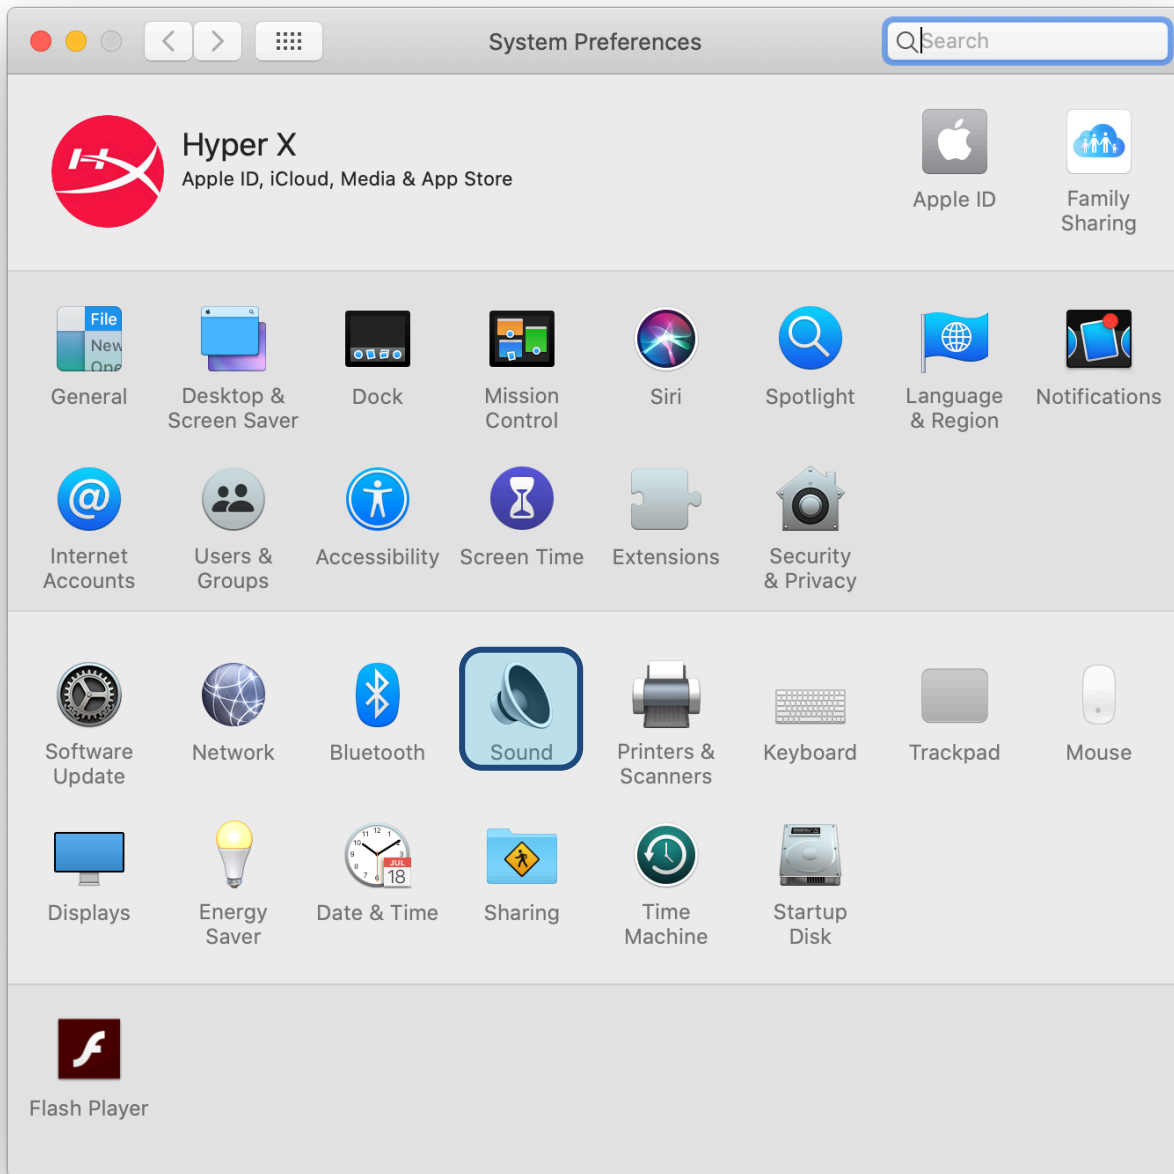 System Preferences
Search
HX
Hyper X
Apple ID, iCloud, Media & App Store
Apple ID
Family
Sharing
File
New
Ope
General
Desktop &
Screen Saver
Dock
Mission
Control
Siri
Spotlight
Language
& Region
Notifications
@
Internet
Accounts
Users &
Groups
Accessibility
Screen Time
Extensions
Security
& Privacy
Software
Update
Network
Bluetooth
Sound
Printers &
Scanners
Keyboard
Trackpad
Mouse
Displays
Energy
Saver
JUL
18
Date & Time
Sharing
Time
Machine
Startup
Disk
Flash Player